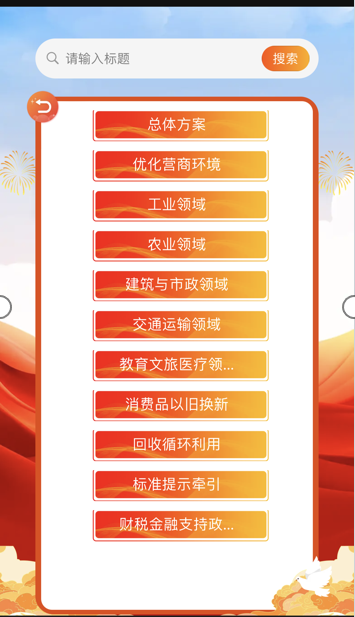 请输入标题
搜索
总体方案
优化营商环境
工业领域
农业领域
建筑与市政领域
交通运输领域
教育文旅医疗领...
消费品以旧换新
回收循环利用
标准提示牵引
财税金融支持政...